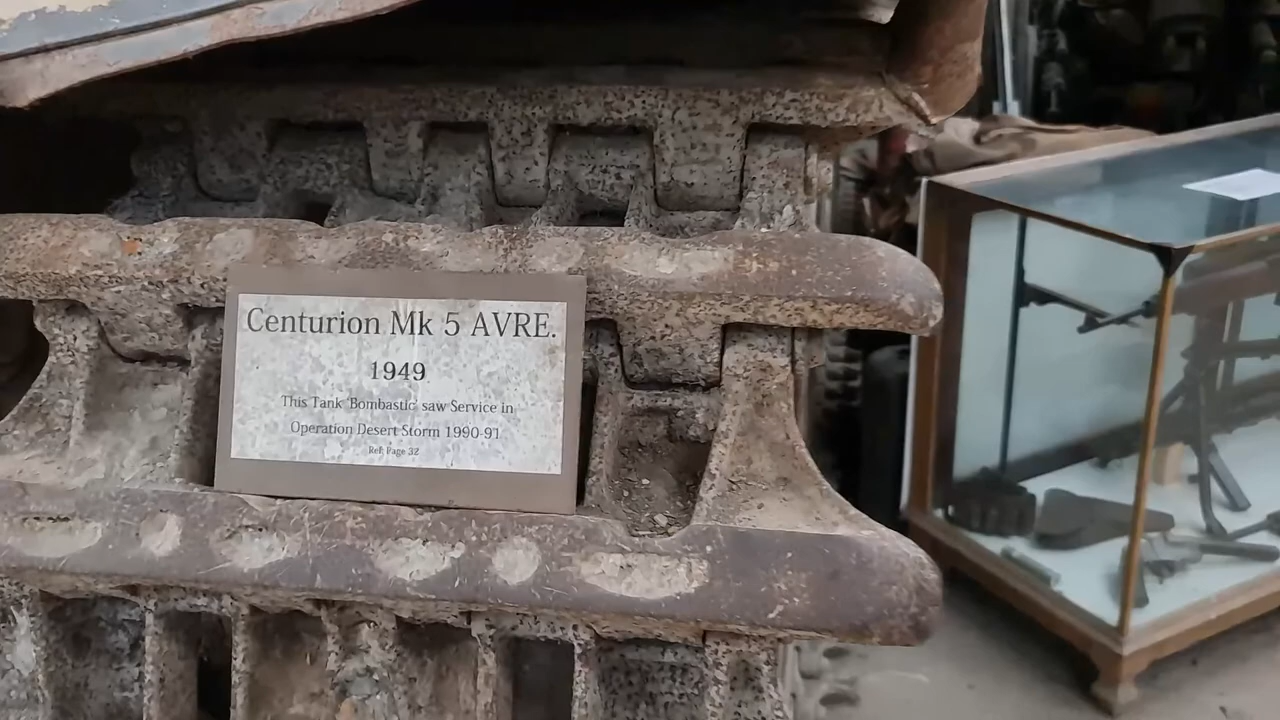 Centurion Mk 5 AVRE.
1949
This Tank 'Bombastic' saw Service in
Operation Desert Storm 1990-91
Ref: Page 32